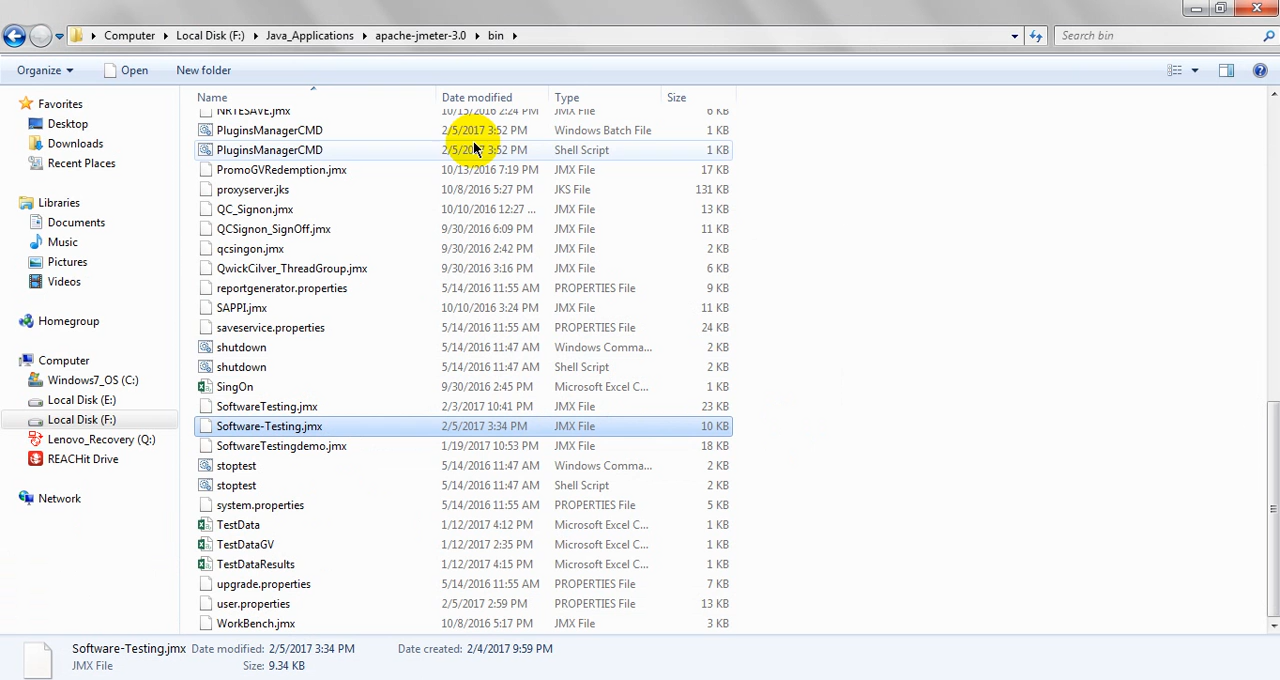 Computer Local Disk (F:) Java_Applications apache-jmeter-3.0 bin Search bin
Organize Open New folder
Favorites
Desktop
Downloads
Recent Places
Libraries
Documents
Music
Pictures
Videos
Homegroup
Computer
Windows7_OS (C:)
Local Disk (E:)
Local Disk (F:)
Lenovo_Recovery (Q:)
REACHit Drive
Network
Name Date modified Type Size
NRTESAVE.jmx 10/15/2016 2:24 PM JMX File 6 KB
PluginsManagerCMD 2/5/2017 3:52 PM Windows Batch File 1 KB
PluginsManagerCMD 2/5/2017 3:52 PM Shell Script 1 KB
PromoGVRedemption.jmx 10/13/2016 7:19 PM JMX File 17 KB
proxyserver.jks 10/8/2016 5:27 PM JKS File 131 KB
QC_Signon.jmx 10/10/2016 12:27 ... JMX File 13 KB
QCSignon_SignOff.jmx 9/30/2016 6:09 PM JMX File 11 KB
qcsingon.jmx 9/30/2016 2:42 PM JMX File 2 KB
QwickCilver_ThreadGroup.jmx 9/30/2016 3:16 PM JMX File 6 KB
reportgenerator.properties 5/14/2016 11:55 AM PROPERTIES File 9 KB
SAPPI.jmx 10/10/2016 3:24 PM JMX File 11 KB
saveservice.properties 5/14/2016 11:55 AM PROPERTIES File 24 KB
shutdown 5/14/2016 11:47 AM Windows Comma... 2 KB
shutdown 5/14/2016 11:47 AM Shell Script 2 KB
SingOn 9/30/2016 2:45 PM Microsoft Excel C... 1 KB
SoftwareTesting.jmx 2/3/2017 10:41 PM JMX File 23 KB
Software-Testing.jmx 2/5/2017 3:34 PM JMX File 10 KB
SoftwareTestingdemo.jmx 1/19/2017 10:53 PM JMX File 18 KB
stoptest 5/14/2016 11:47 AM Windows Comma... 2 KB
stoptest 5/14/2016 11:47 AM Shell Script 2 KB
system.properties 5/14/2016 11:55 AM PROPERTIES File 5 KB
TestData 1/12/2017 4:12 PM Microsoft Excel C... 1 KB
TestDataGV 1/12/2017 2:35 PM Microsoft Excel C... 1 KB
TestDataResults 1/12/2017 4:15 PM Microsoft Excel C... 1 KB
upgrade.properties 5/14/2016 11:55 AM PROPERTIES File 7 KB
user.properties 2/5/2017 2:59 PM PROPERTIES File 13 KB
WorkBench.jmx 10/8/2016 5:17 PM JMX File 3 KB
Software-Testing.jmx Date modified: 2/5/2017 3:34 PM Date created: 2/4/2017 9:59 PM
JMX File Size: 9.34 KB